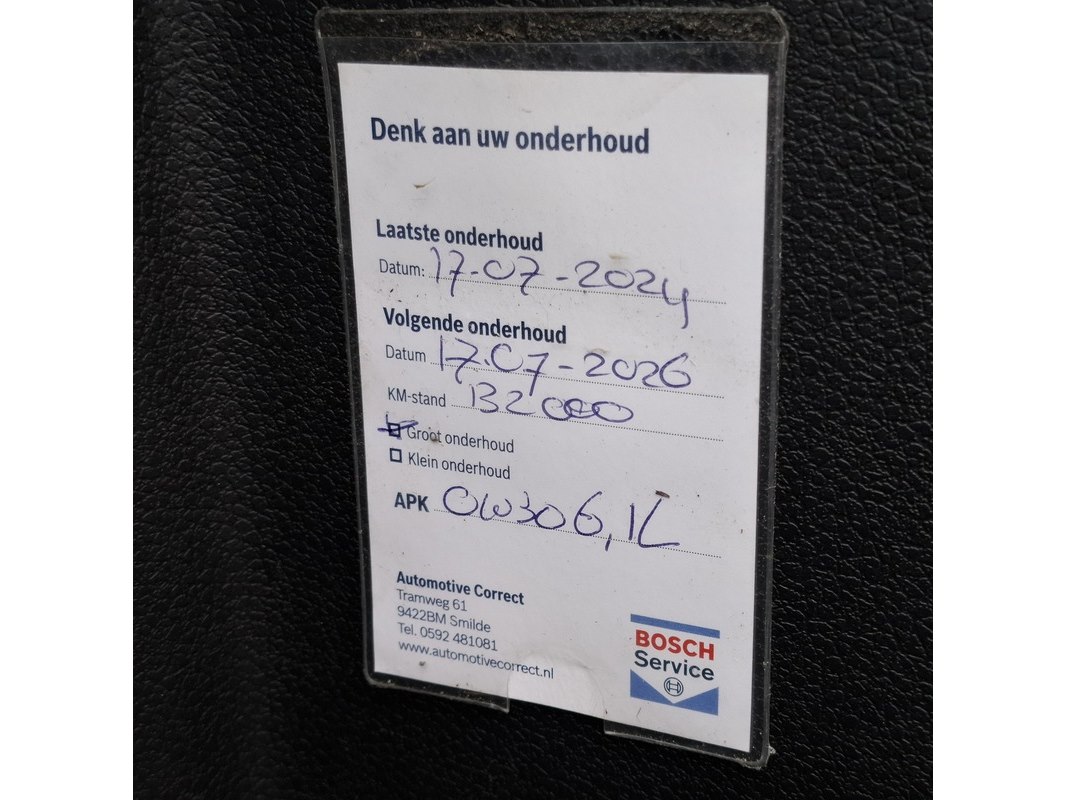 Denk aan uw onderhoud
Laatste onderhoud
Datum: 17-07-2024
Volgende onderhoud
Datum 17-07-2026
KM-stand 132000
Groot onderhoud
Klein onderhoud
APK OW306,1L
Automotive Correct
Tramweg 61
9422BM Smilde
Tel. 0592 481081
www.automotivecorrect.nl
BOSCH
Service